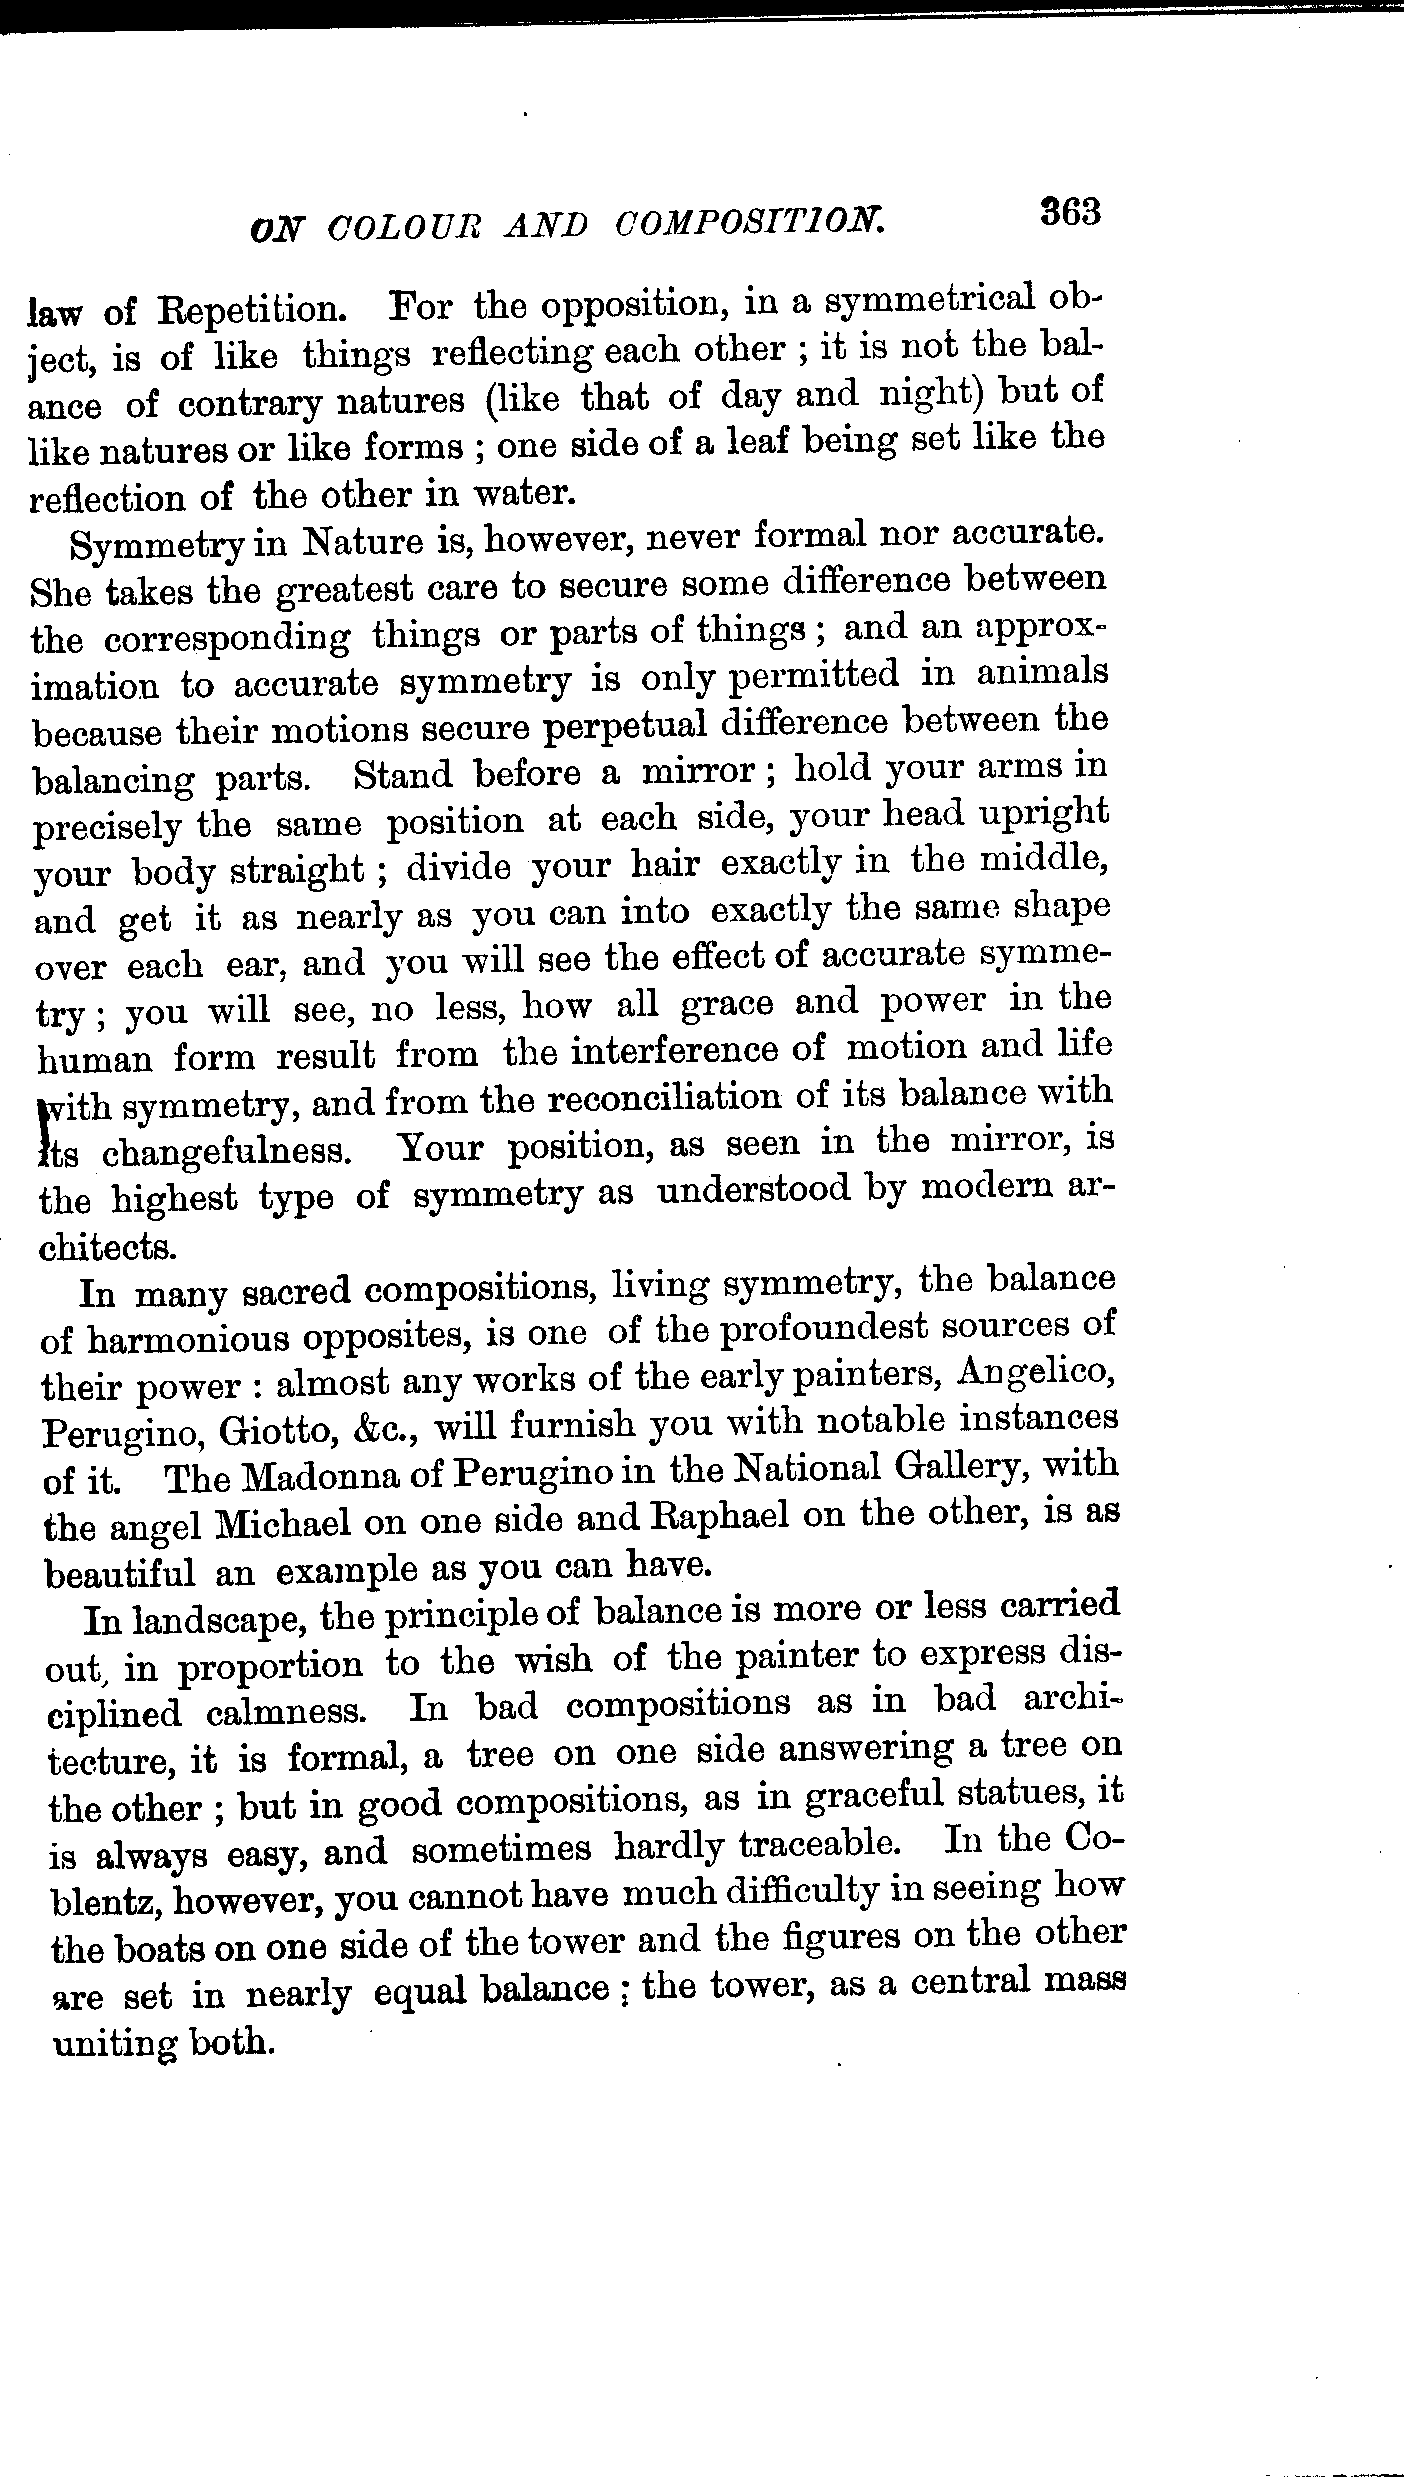 ON COLOUR AND COMPOSITION. 363
law of Repetition. For the opposition, in a symmetrical ob-
ject, is of like things reflecting each other ; it is not the bal-
ance of contrary natures (like that of day and night) but of
like natures or like forms ; one side of a leaf being set like the
reflection of the other in water.
Symmetry in Nature is, however, never formal nor accurate.
She takes the greatest care to secure some difference between
the corresponding things or parts of things ; and an approx-
imation to accurate symmetry is only permitted in animals
because their motions secure perpetual difference between the
balancing parts. Stand before a mirror ; hold your arms in
precisely the same position at each side, your head upright
your body straight ; divide your hair exactly in the middle,
and get it as nearly as you can into exactly the same shape
over each ear, and you will see the effect of accurate symme-
try ; you will see, no less, how all grace and power in the
human form result from the interference of motion and life
with symmetry, and from the reconciliation of its balance with
its changefulness. Your position, as seen in the mirror, is
the highest type of symmetry as understood by modern ar-
chitects.
In many sacred compositions, living symmetry, the balance
of harmonious opposites, is one of the profoundest sources of
their power : almost any works of the early painters, Angelico,
Perugino, Giotto, &c., will furnish you with notable instances
of it. The Madonna of Perugino in the National Gallery, with
the angel Michael on one side and Raphael on the other, is as
beautiful an example as you can have.
In landscape, the principle of balance is more or less carried
out, in proportion to the wish of the painter to express dis-
ciplined calmness. In bad compositions as in bad archi-
tecture, it is formal, a tree on one side answering a tree on
the other ; but in good compositions, as in graceful statues, it
is always easy, and sometimes hardly traceable. In the Co-
blentz, however, you cannot have much difficulty in seeing how
the boats on one side of the tower and the figures on the other
are set in nearly equal balance ; the tower, as a central mass
uniting both.